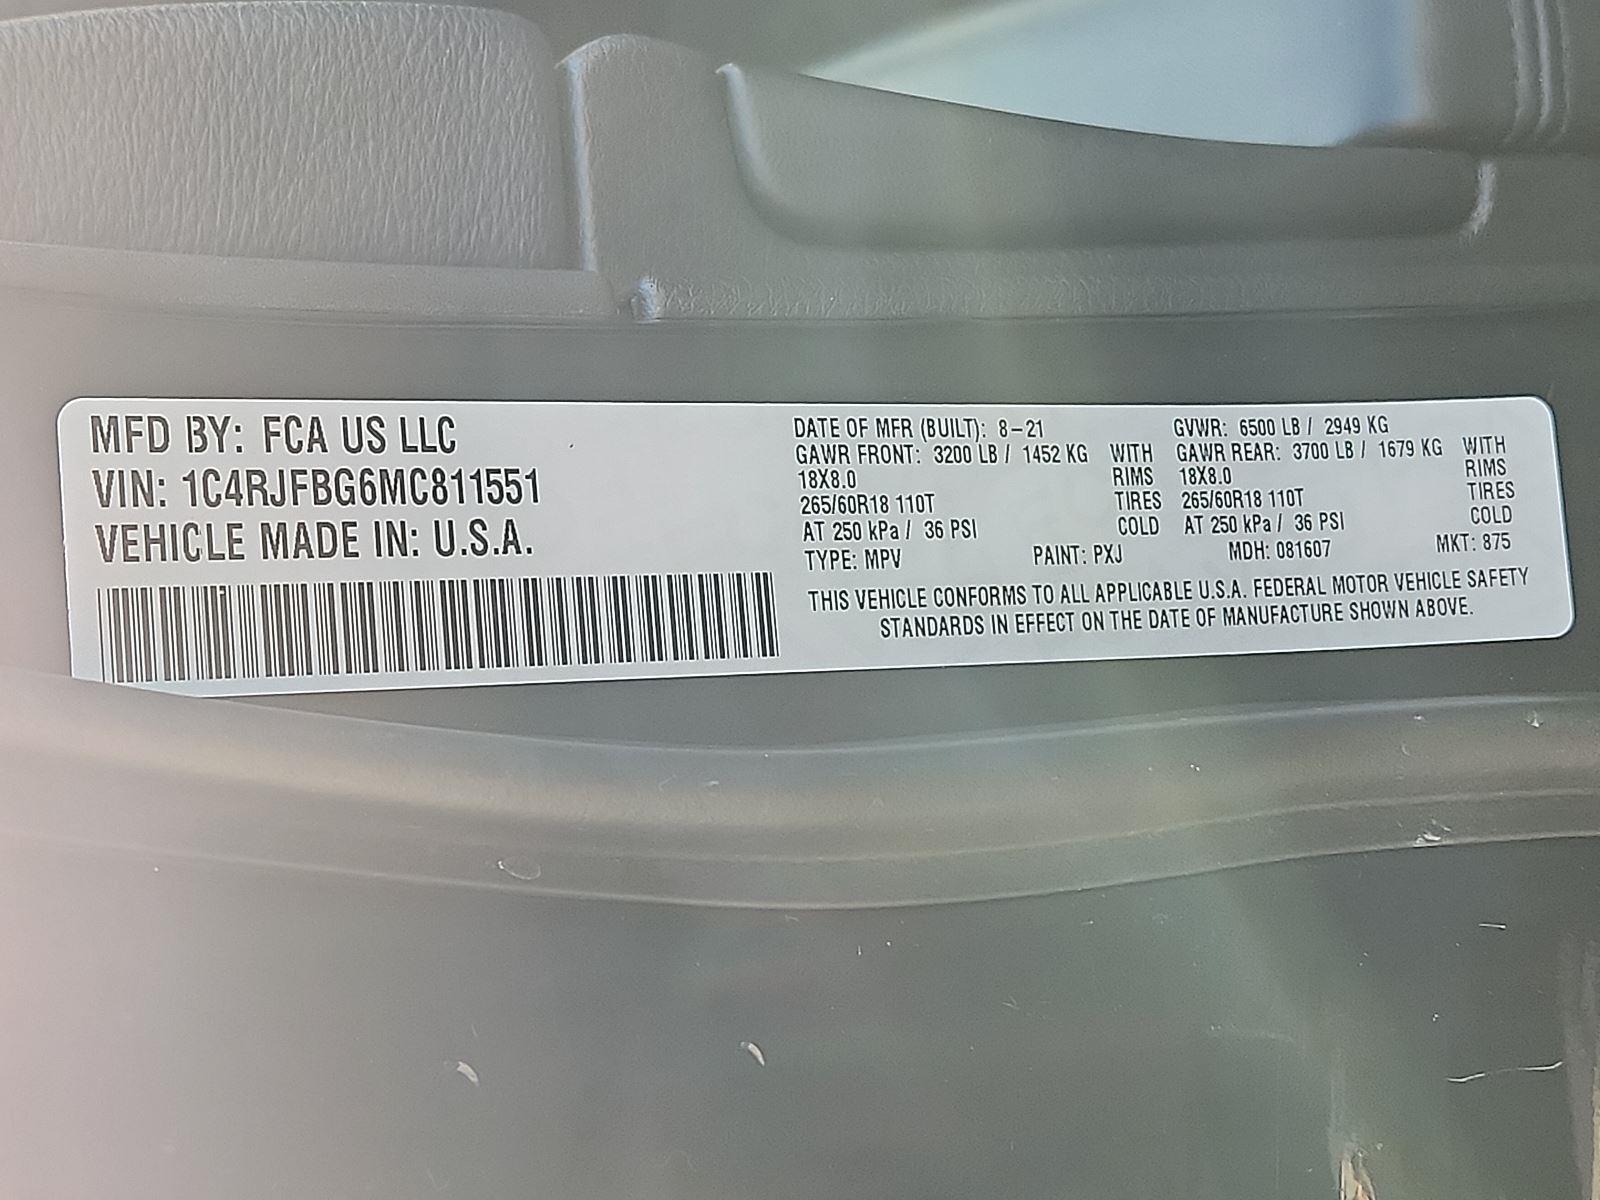 MFD BY: FCA US LLC
VIN: 1C4RJFBG6MC811551
VEHICLE MADE IN: U.S.A.
DATE OF MFR (BUILT): 8-21 GVWR: 6500 LB / 2949 KG
GAWR FRONT: 3200 LB / 1452 KG WITH GAWR REAR: 3700 LB / 1679 KG WITH
18X8.0 RIMS 18X8.0 RIMS
265/60R18 110T TIRES 265/60R18 110T TIRES
AT 250 kPa / 36 PSI COLD AT 250 kPa / 36 PSI COLD
TYPE: MPV PAINT: PXJ MDH: 081607 MKT: 875
THIS VEHICLE CONFORMS TO ALL APPLICABLE U.S.A. FEDERAL MOTOR VEHICLE SAFETY
STANDARDS IN EFFECT ON THE DATE OF MANUFACTURE SHOWN ABOVE.